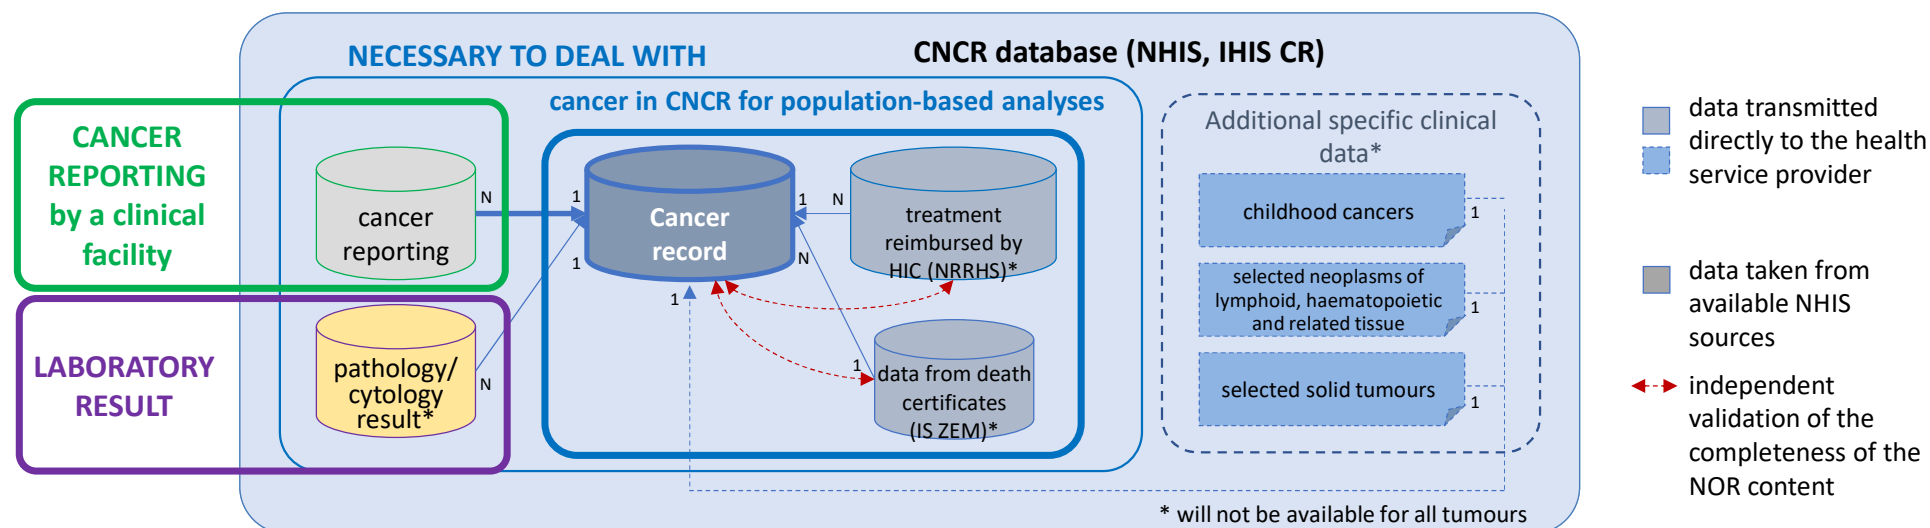 NECESSARY TO DEAL WITH
CNCR database (NHIS, IHIS CR)
cancer in CNCR for population-based analyses
CANCER
REPORTING
by a clinical
facility
LABORATORY
RESULT
cancer
reporting
N
1
pathology/
cytology
result*
N
1
Cancer
record
1
N
treatment
reimbursed by
HIC (NRRHS)*
N
1
data from death
certificates
(IS ZEM)*
1
Additional specific clinical
data*
childhood cancers
1
selected neoplasms of
lymphoid, haematopoietic
and related tissue
1
selected solid tumours
1
* will not be available for all tumours
data transmitted
directly to the health
service provider
data taken from
available NHIS
sources
independent
validation of the
completeness of the
NOR content